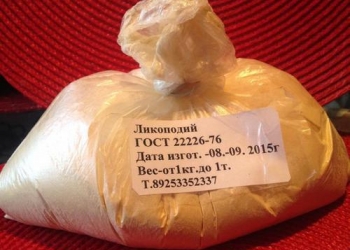 Ликоподий
ГОСТ 22226-76
Дата изгот. -08.-09. 2015г
Вес-от1кг.до 1т.
Т.89253352337